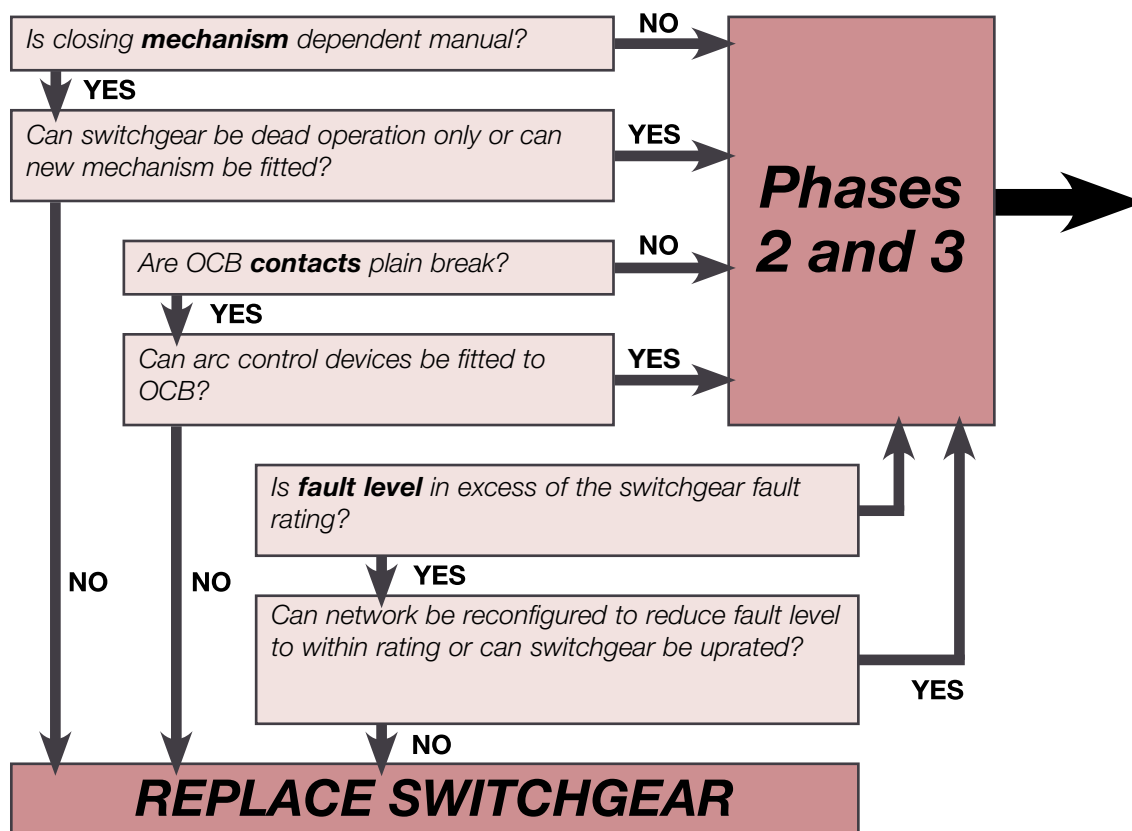 Is closing mechanism dependent manual?
NO
YES
Can switchgear be dead operation only or can
new mechanism be fitted?
YES
Phases
2 and 3
Are OCB contacts plain break?
NO
YES
Can arc control devices be fitted to
OCB?
YES
Is fault level in excess of the switchgear fault
rating?
NO
NO
YES
Can network be reconfigured to reduce fault level
to within rating or can switchgear be uprated?
YES
NO
REPLACE SWITCHGEAR